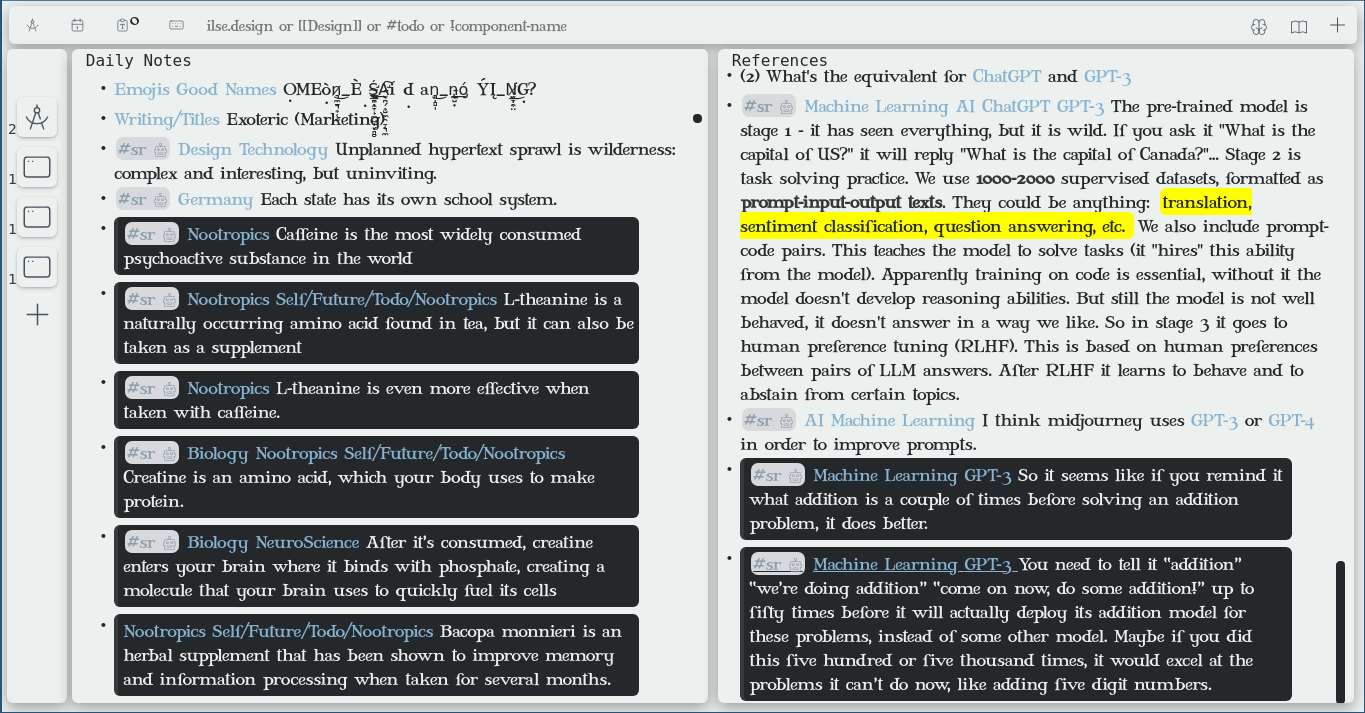 ilse.design or [[Design]] or #todo or !component-name
Daily Notes
Emojis Good Names
Writing/Titles Exoteric (Marketing)
#sr Design Technology Unplanned hypertext sprawl is wilderness:
complex and interesting, but uninviting.
#sr Germany Each state has its own school system.
#sr Nootropics Caffeine is the most widely consumed
psychoactive substance in the world
#sr Nootropics Self/Future/Todo/Nootropics L-theanine is a
naturally occurring amino acid found in tea, but it can also be
taken as a supplement
#sr Nootropics L-theanine is even more effective when
taken with caffeine.
#sr Biology Nootropics Self/Future/Todo/Nootropics
Creatine is an amino acid, which your body uses to make
protein.
#sr Biology NeuroScience After it's consumed, creatine
enters your brain where it binds with phosphate, creating a
molecule that your brain uses to quickly fuel its cells
Nootropics Self/Future/Todo/Nootropics Bacopa monnieri is an
herbal supplement that has been shown to improve memory
and information processing when taken for several months.
2
1
1
1
References
(2) What's the equivalent for ChatGPT and GPT-3
#sr Machine Learning AI ChatGPT GPT-3 The pre-trained model is
stage 1 - it has seen everything, but it is wild. If you ask it "What is the
capital of US?" it will reply "What is the capital of Canada?"... Stage 2 is
task solving practice. We use 1000-2000 supervised datasets, formatted as
prompt-input-output texts. They could be anything: translation,
sentiment classification, question answering, etc. We also include prompt-
code pairs. This teaches the model to solve tasks (it "hires" this ability
from the model). Apparently training on code is essential, without it the
model doesn't develop reasoning abilities. But still the model is not well
behaved, it doesn't answer in a way we like. So in stage 3 it goes to
human preference tuning (RLHF). This is based on human preferences
between pairs of LLM answers. After RLHF it learns to behave and to
abstain from certain topics.
#sr AI Machine Learning I think midjourney uses GPT-3 or GPT-4
in order to improve prompts.
#sr Machine Learning GPT-3 So it seems like if you remind it
what addition is a couple of times before solving an addition
problem, it does better.
#sr Machine Learning GPT-3 You need to tell it “addition”
“we’re doing addition” “come on now, do some addition!” up to
fifty times before it will actually deploy its addition model for
these problems, instead of some other model. Maybe if you did
this five hundred or five thousand times, it would excel at the
problems it can’t do now, like adding five digit numbers.